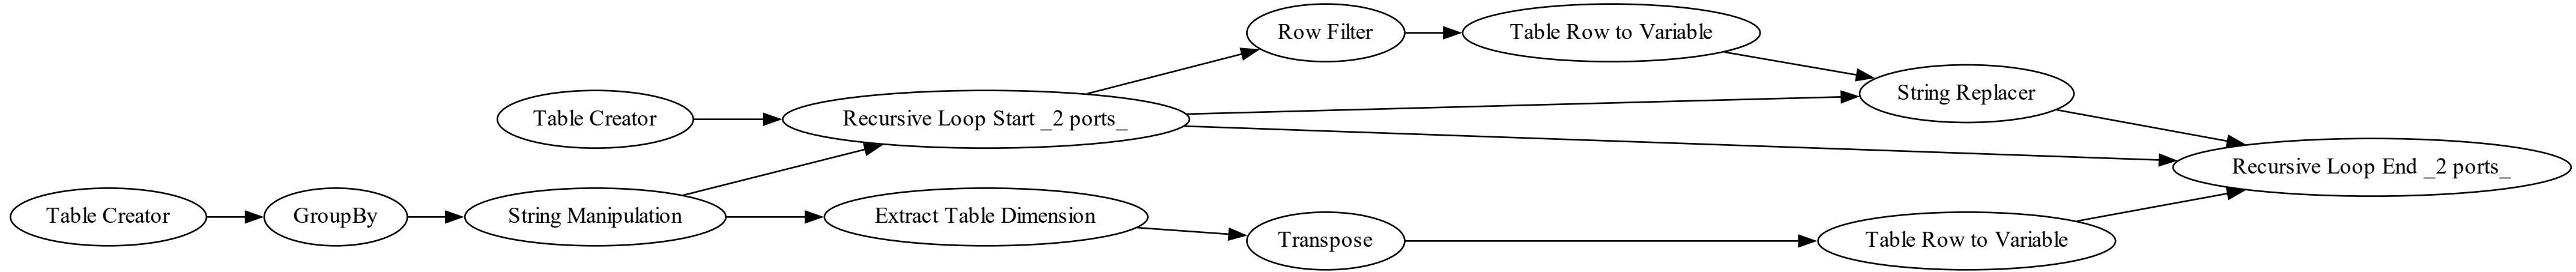 Row Filter
Table Row to Variable
String Replacer
Table Creator
Recursive Loop Start _2 ports_
Recursive Loop End _2 ports_
Table Creator
GroupBy
String Manipulation
Extract Table Dimension
Transpose
Table Row to Variable